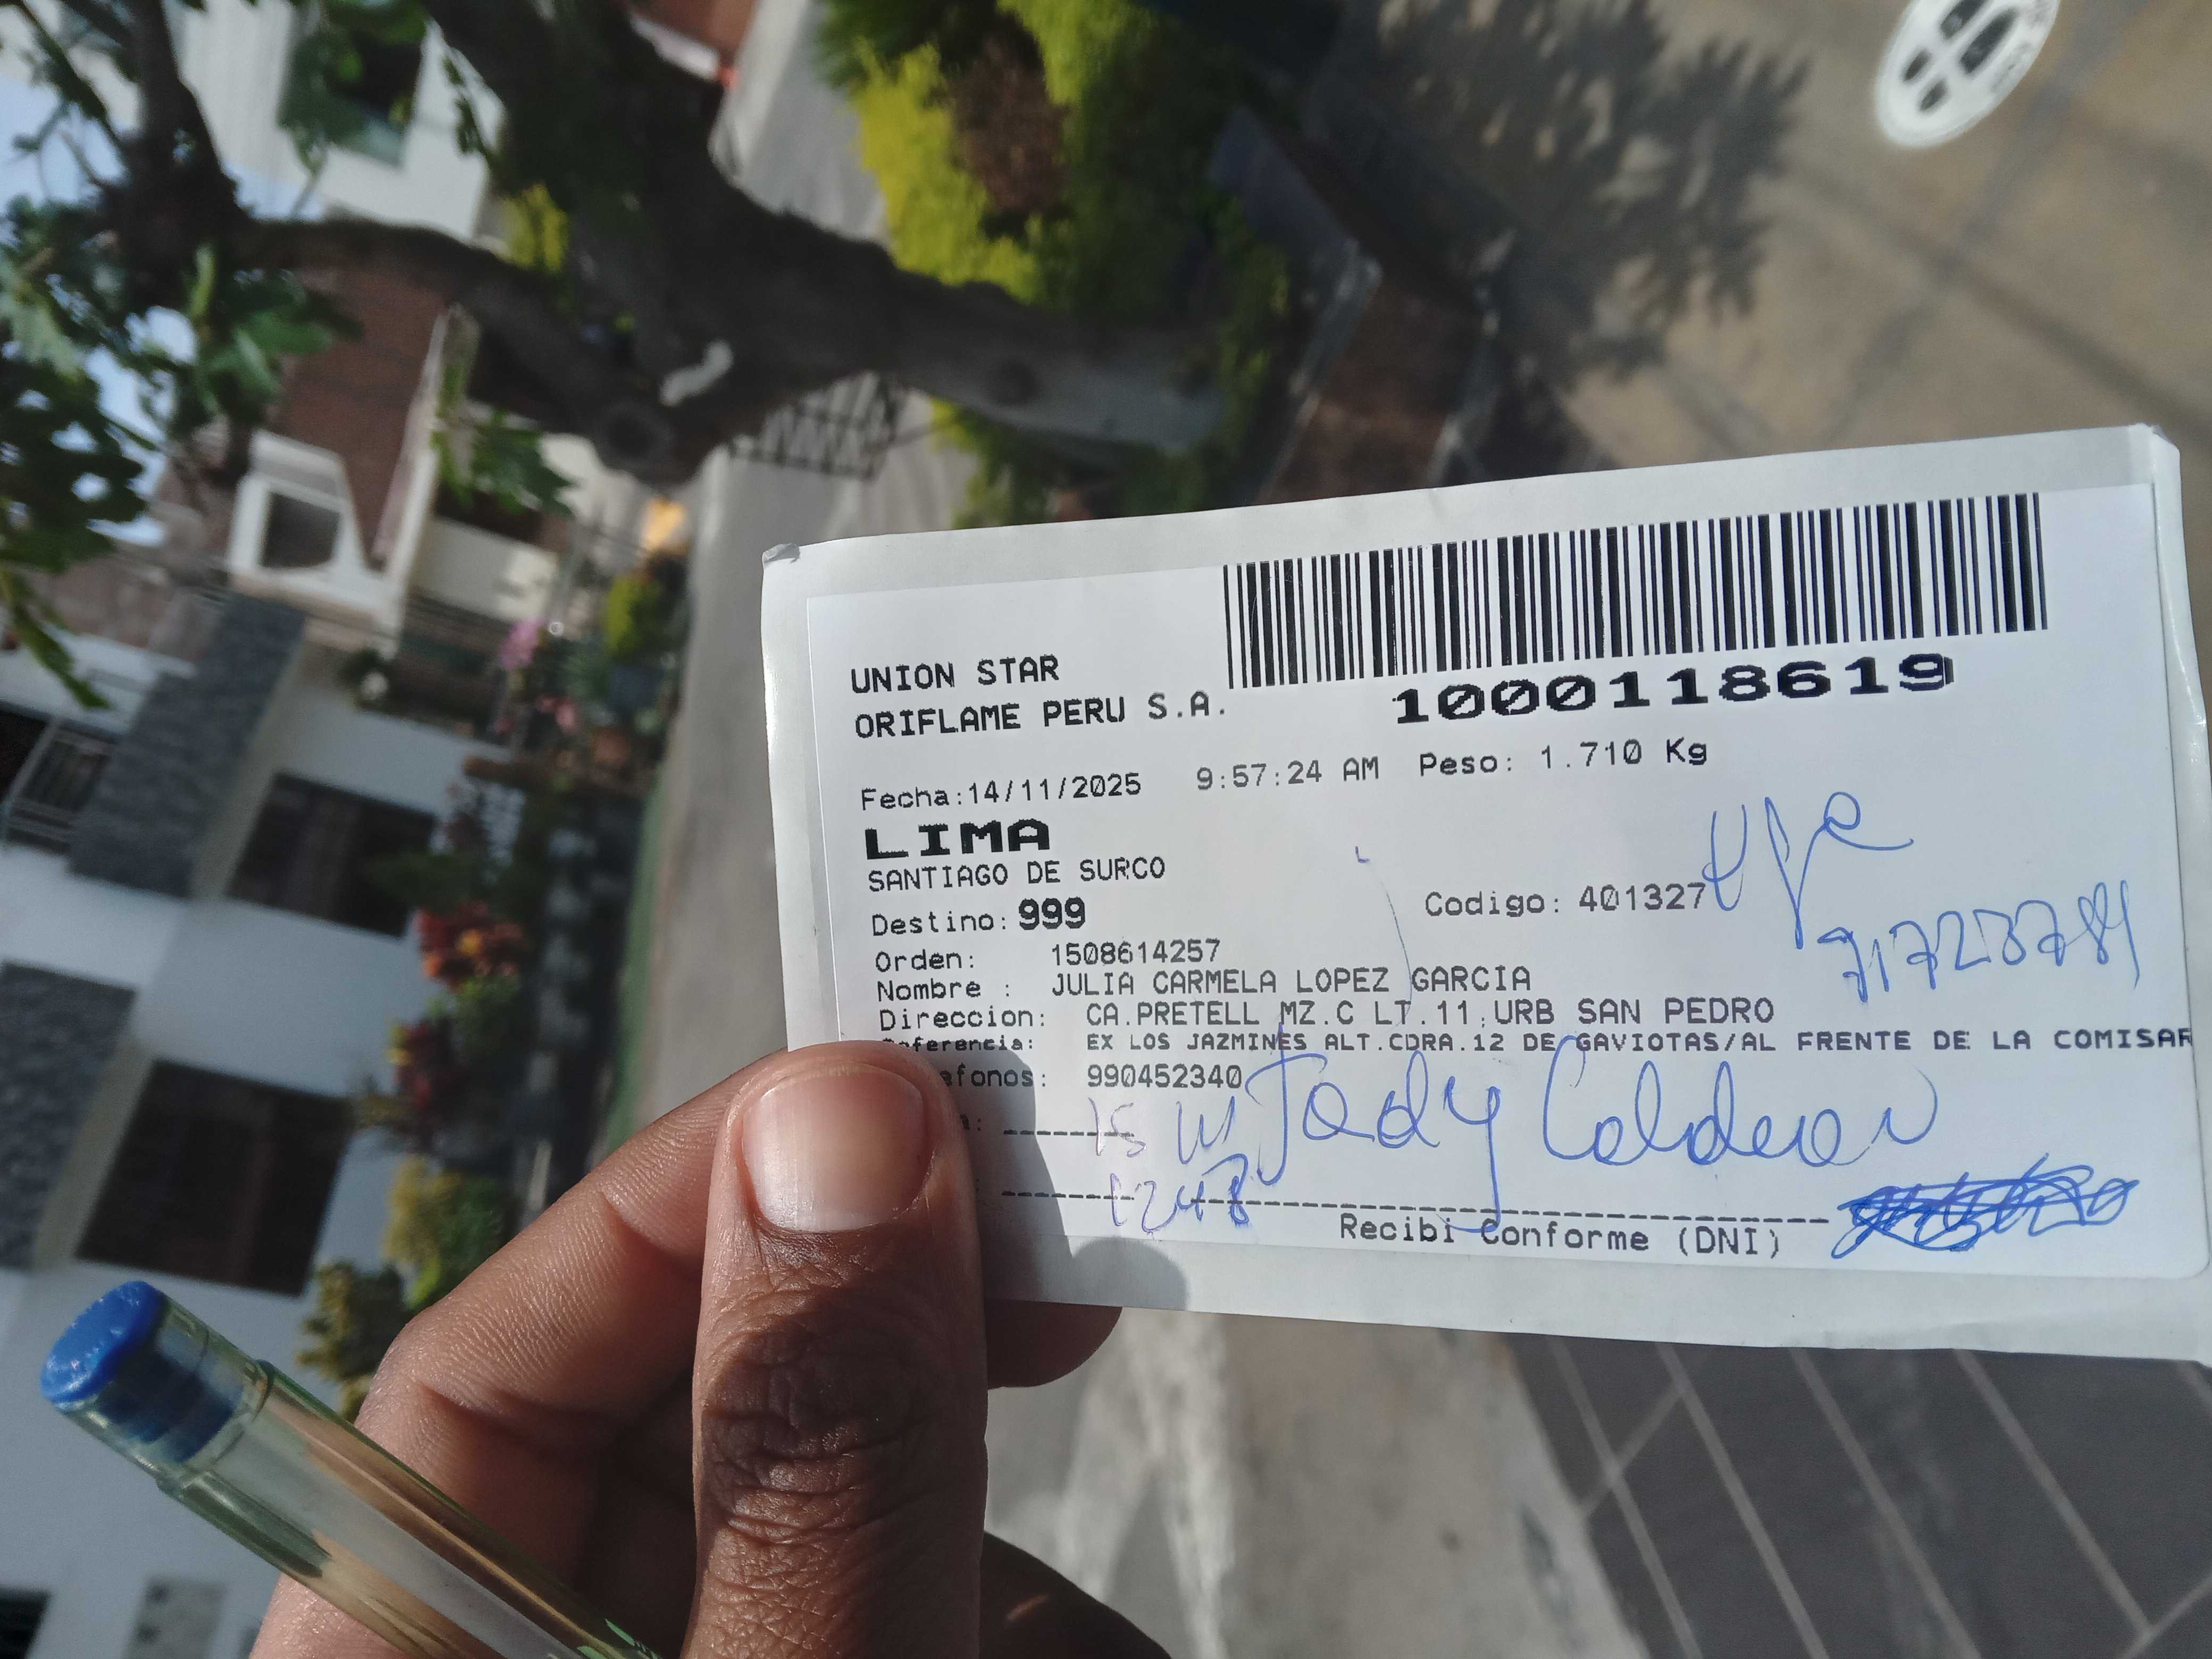 UNION STAR
ORIFLAME PERU S.A.
1000118619
Fecha:14/11/2025 9:57:24 AM Peso: 1.710 Kg
LIMA
SANTIAGO DE SURCO
Destino: 999 Codigo: 401327
Orden: 1508614257
Nombre : JULIA CARMELA LOPEZ GARCIA
Direccion: CA.PRETELL MZ.C LT.11 URB SAN PEDRO
EX LOS JAZMINES ALT.CDRA.12 DE GAVIOTAS/AL FRENTE DE LA COMISAR
990452340
Jady Calderon
Recibi Conforme (DNI)